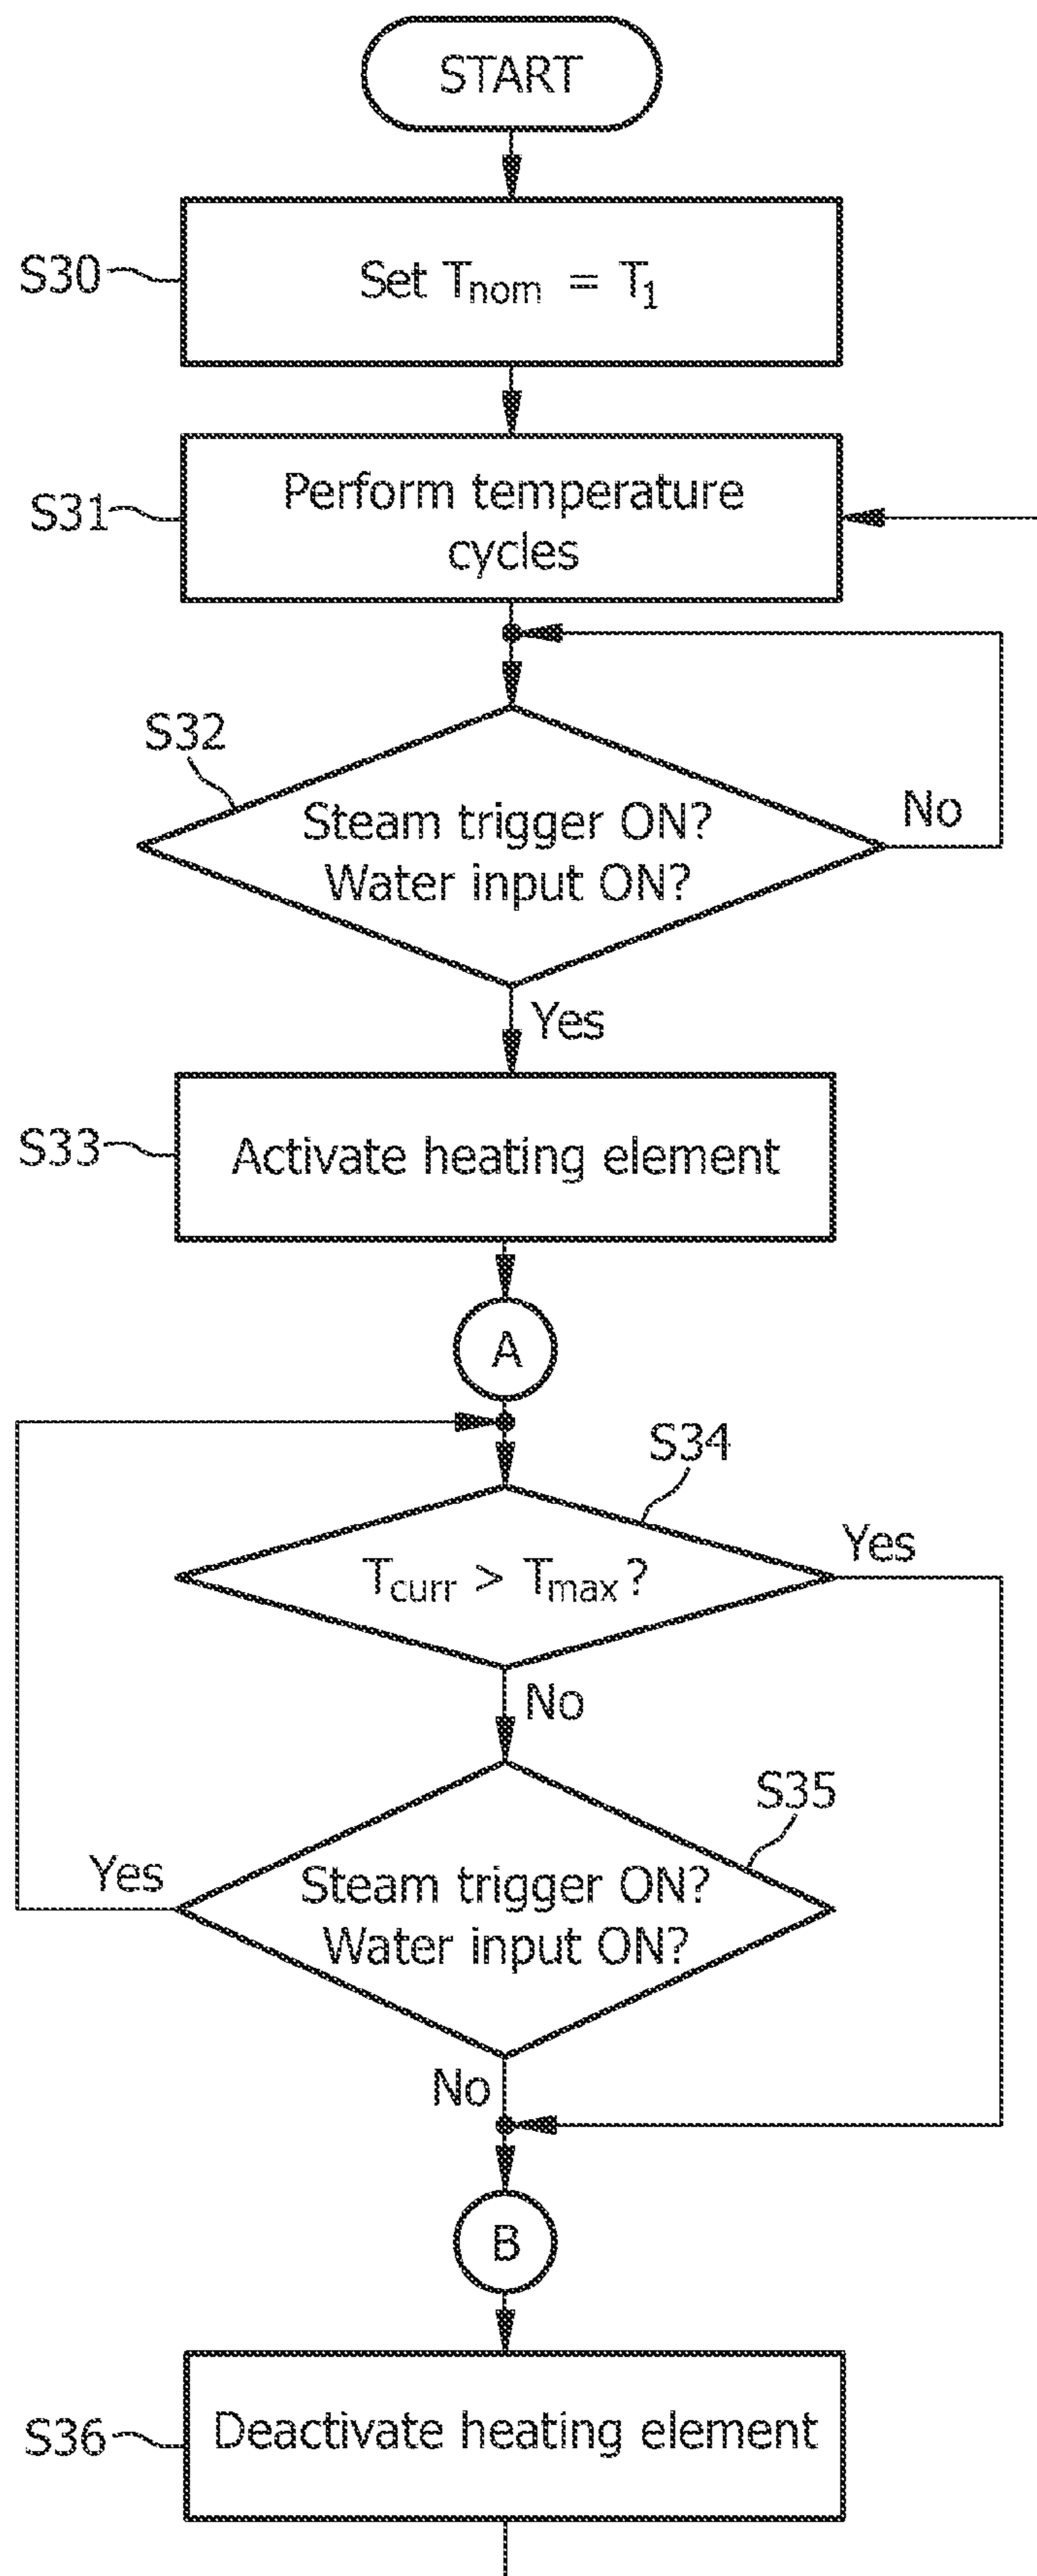 START
S30
Set Tnom = T1
S31
Perform temperature
cycles
S32
Steam trigger ON?
Water input ON?
No
Yes
S33
Activate heating element
A
S34
Tcurr > Tmax?
Yes
No
S35
Steam trigger ON?
Water input ON?
Yes
No
B
S36
Deactivate heating element